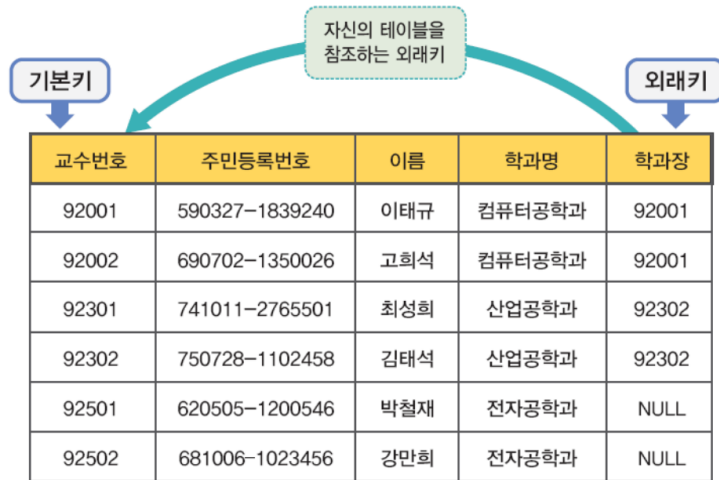 자신의 테이블을
참조하는 외래키
기본키
외래키
교수번호 주민등록번호 이름 학과명 학과장
92001 590327-1839240 이태규 컴퓨터공학과 92001
92002 690702-1350026 고희석 컴퓨터공학과 92001
92301 741011-2765501 최성희 산업공학과 92302
92302 750728-1102458 김태석 산업공학과 92302
92501 620505-1200546 박철재 전자공학과 NULL
92502 681006-1023456 강만희 전자공학과 NULL